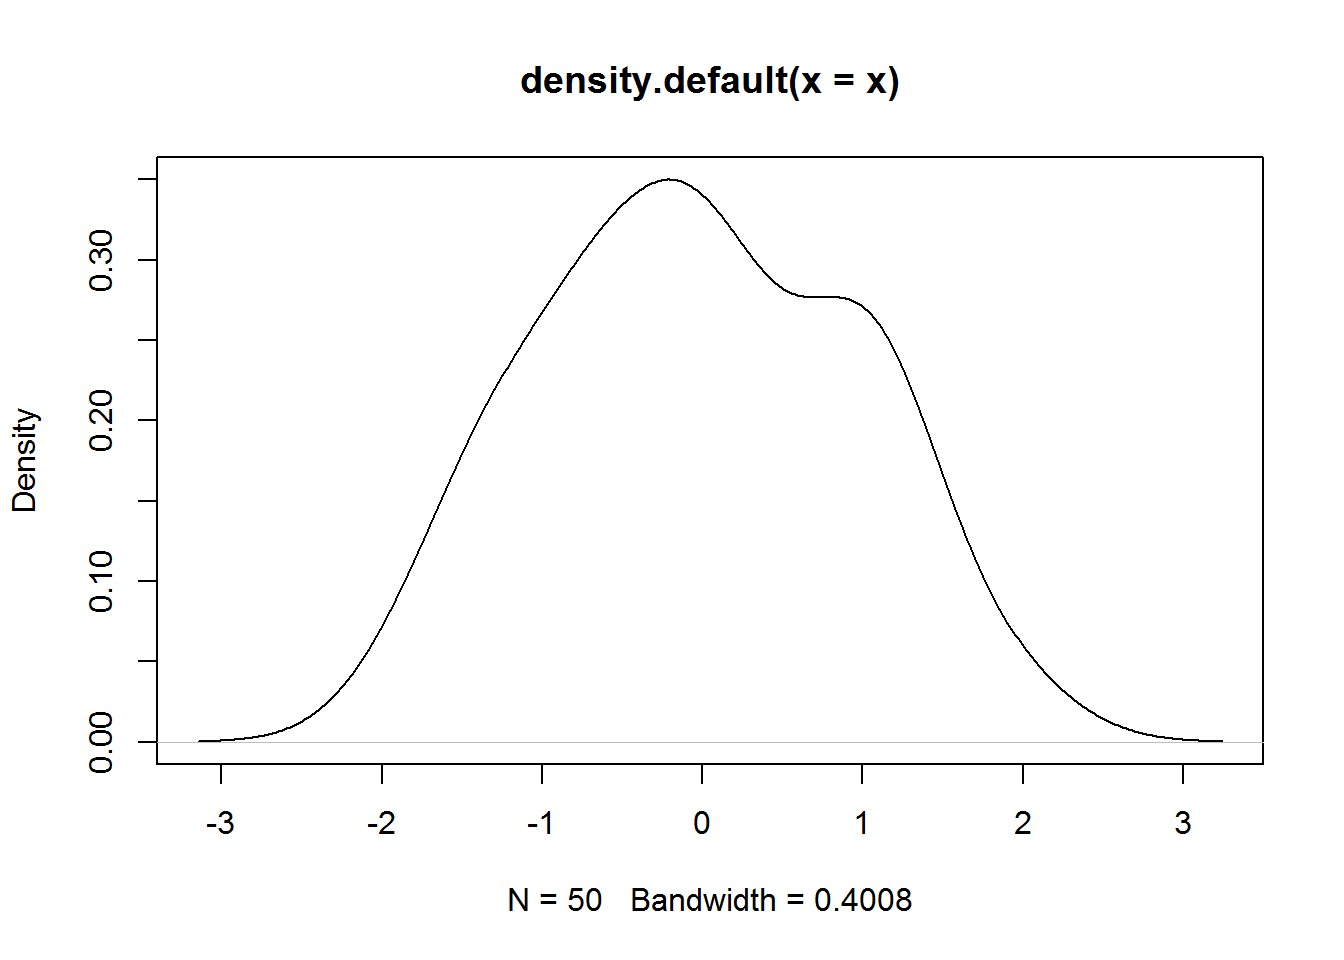 density.default(x = x)
Density
0.30
0.20
0.10
0.00
-3 -2 -1 0 1 2 3
N = 50   Bandwidth = 0.4008